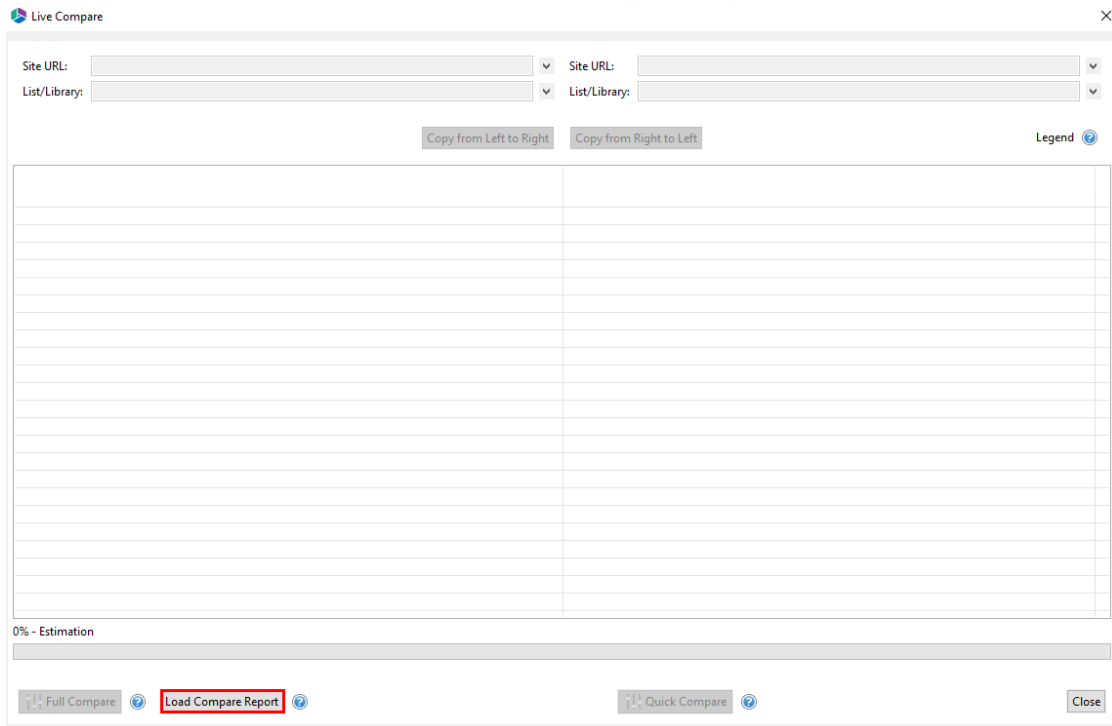 Live Compare
Site URL: Site URL:
List/Library: List/Library:
Copy from Left to Right Copy from Right to Left Legend
0% - Estimation
Full Compare Load Compare Report Quick Compare Close